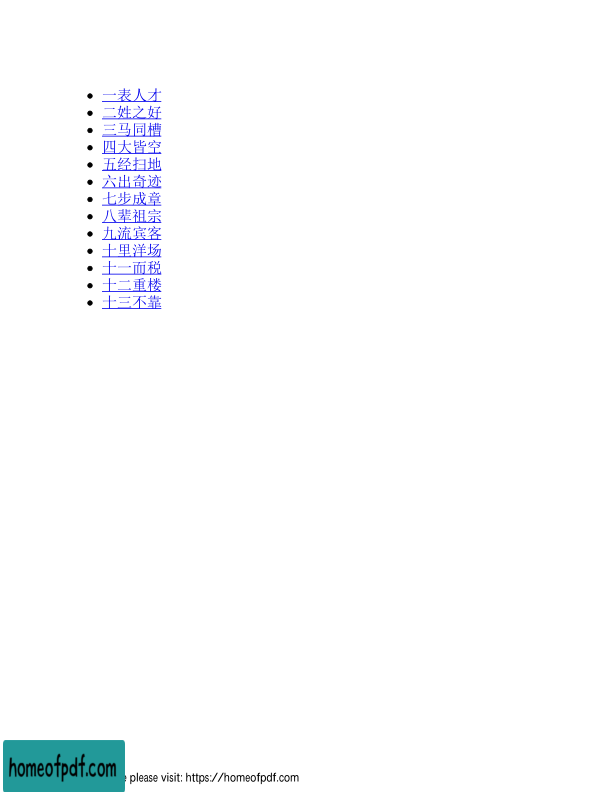 一表人才
二姓之好
三马同槽
四大皆空
五经扫地
六出奇迹
七步成章
八辈祖宗
九流宾客
十里洋场
十一而税
十二重楼
十三不靠
homeofpdf.com
please visit: https://homeofpdf.com